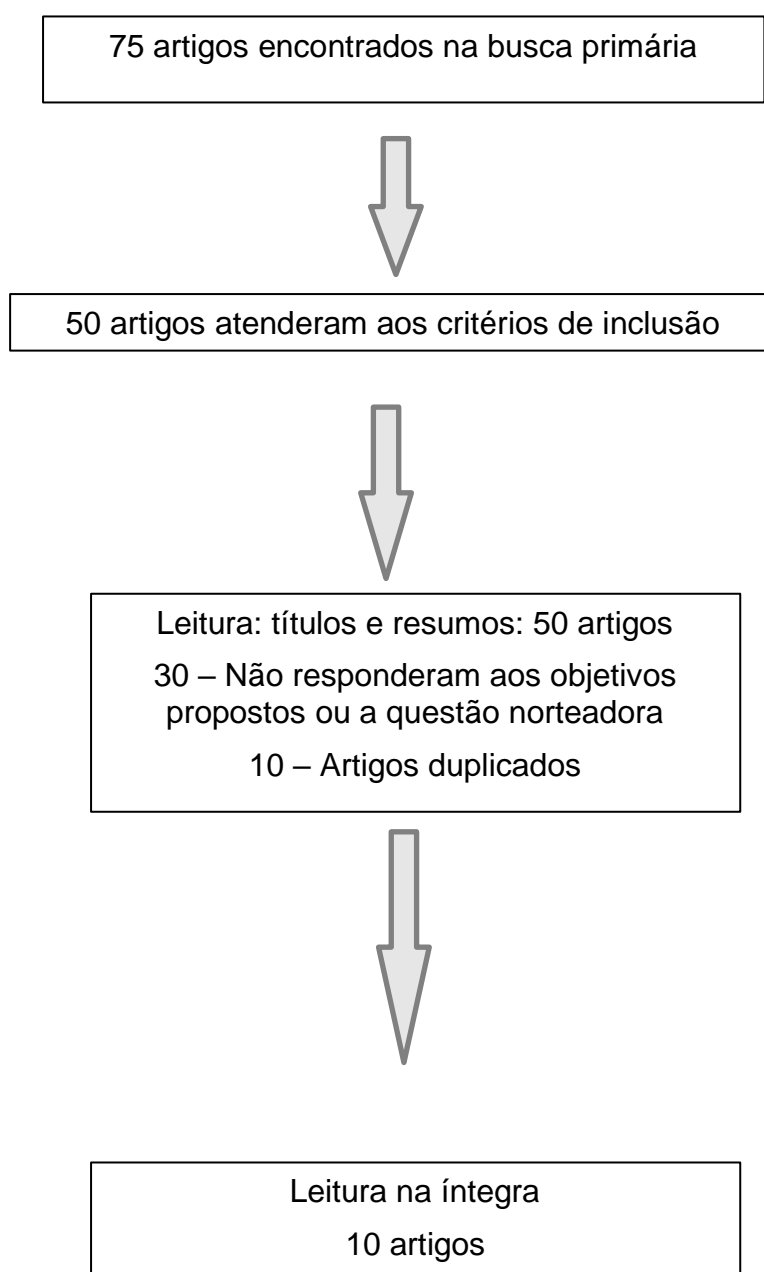 75 artigos encontrados na busca primária
50 artigos atenderam aos critérios de inclusão
Leitura: títulos e resumos: 50 artigos
30 – Não responderam aos objetivos
propostos ou a questão norteadora
10 – Artigos duplicados
Leitura na íntegra
10 artigos